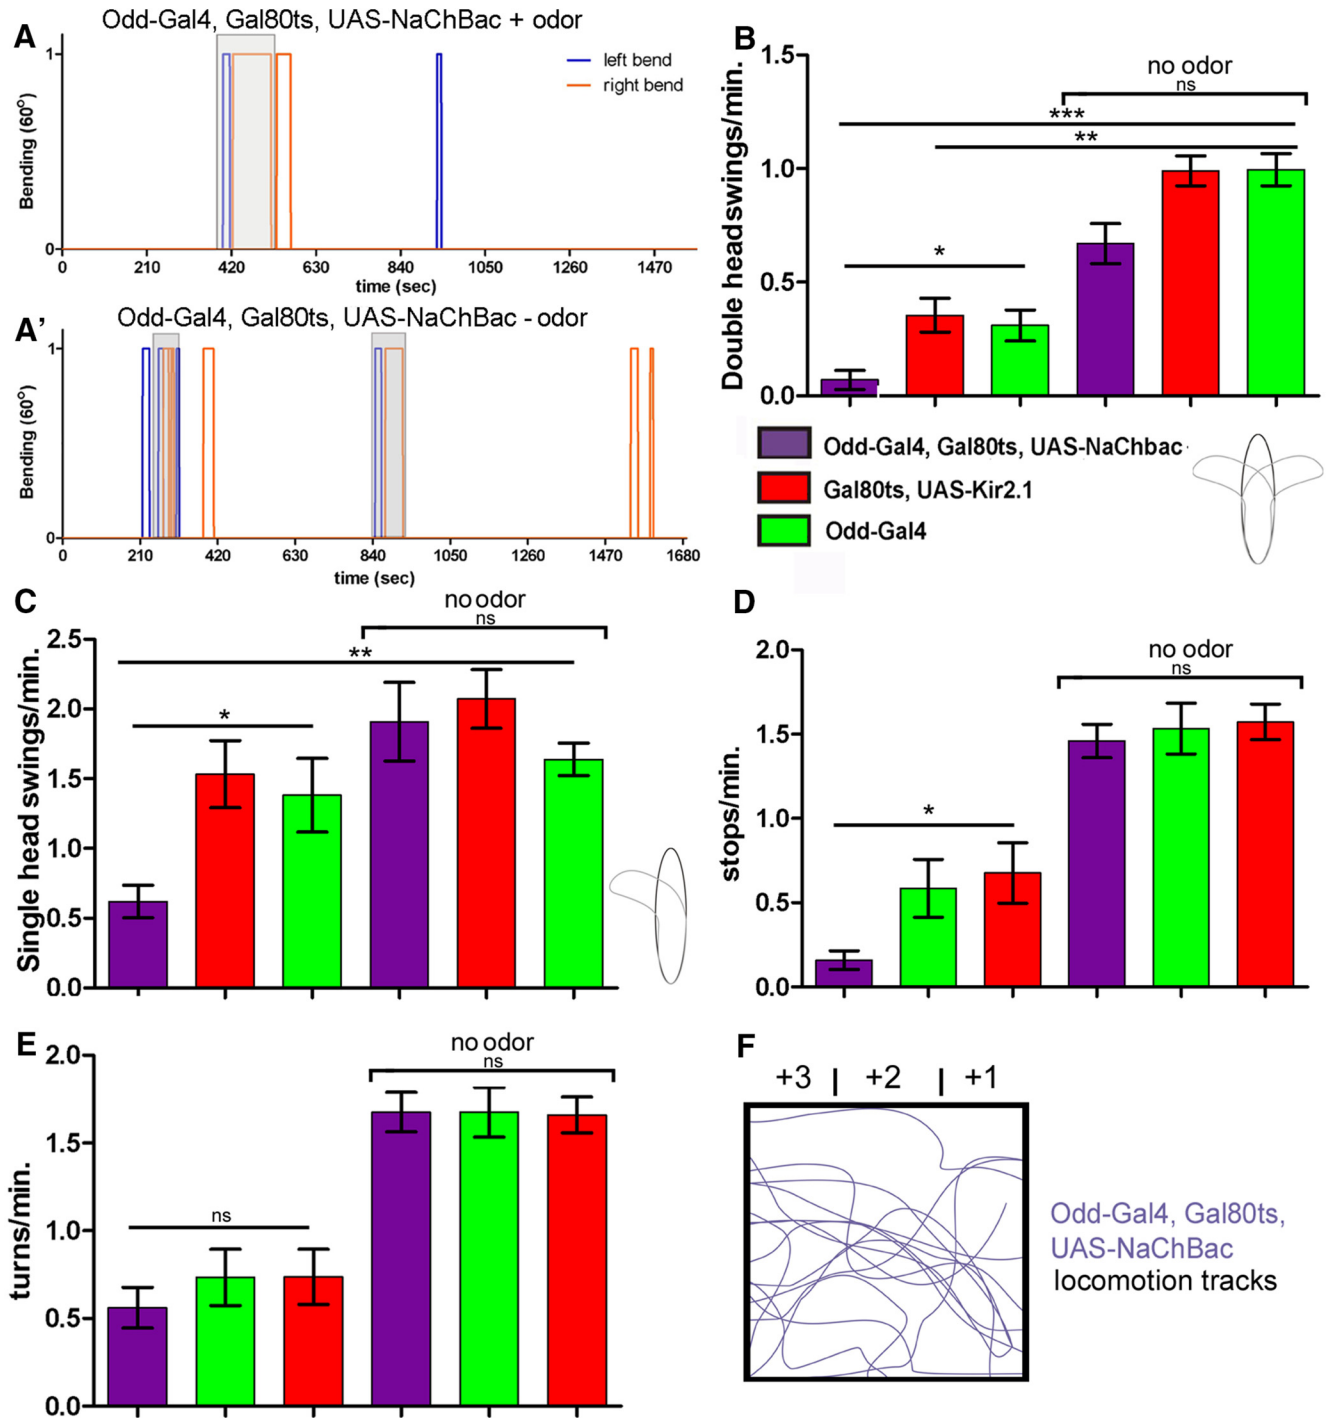 A
Odd-Gal4, Gal80ts, UAS-NaChBac + odor
left bend
right bend
Bending (60°)
1
0
0 210 420 630 840 1050 1260 1470
time (sec)
A’
Odd-Gal4, Gal80ts, UAS-NaChBac - odor
Bending (60°)
1
0
0 210 420 630 840 1050 1260 1470 1680
time (sec)
B
Double head swings/min.
1.5
1.0
0.5
0.0
no odor
ns
***
**
*
Odd-Gal4, Gal80ts, UAS-NaChbac
Gal80ts, UAS-Kir2.1
Odd-Gal4
C
Single head swings/min.
2.5
2.0
1.5
1.0
0.5
0.0
no odor
ns
**
*
D
stops/min.
2.0
1.5
1.0
0.5
0.0
no odor
ns
*
E
turns/min.
2.0
1.5
1.0
0.5
0.0
no odor
ns
ns
F
+3 | +2 | +1
Odd-Gal4, Gal80ts,
UAS-NaChBac
locomotion tracks